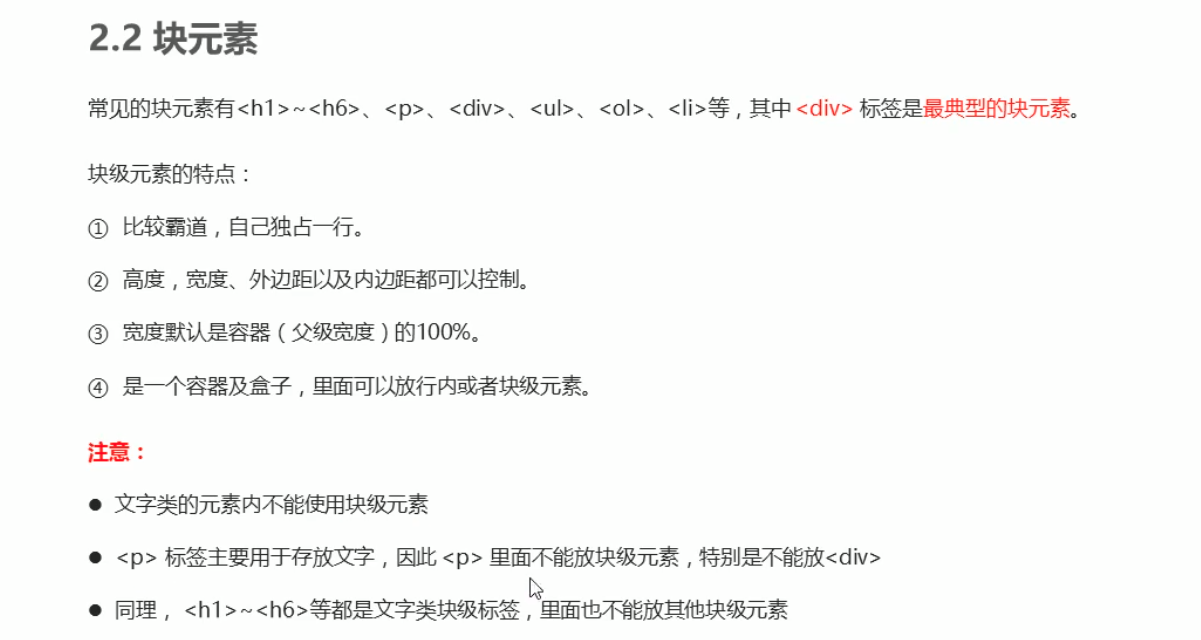 2.2 块元素
常见的块元素有<h1>~<h6>、<p>、<div>、<ul>、<ol>、<li>等，其中 <div> 标签是最典型的块元素。
块级元素的特点：
① 比较霸道，自己独占一行。
② 高度，宽度、外边距以及内边距都可以控制。
③ 宽度默认是容器（父级宽度）的100%。
④ 是一个容器及盒子，里面可以放行内或者块级元素。
注意：
● 文字类的元素内不能使用块级元素
● <p> 标签主要用于存放文字，因此 <p> 里面不能放块级元素，特别是不能放<div>
● 同理， <h1>~<h6>等都是文字类块级标签，里面也不能放其他块级元素